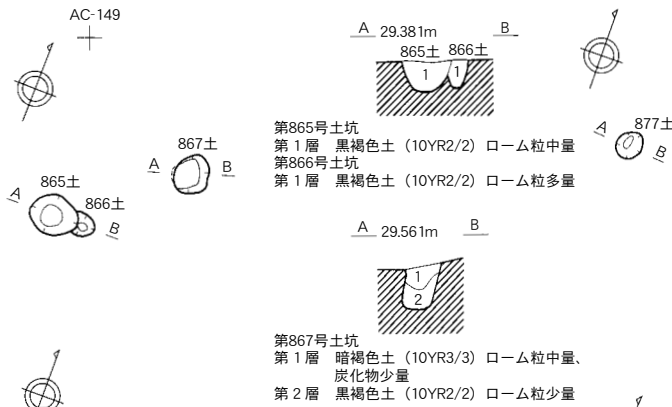 AC-149
865土
866土
A
B
867土
A
B
A 29.381m B
865土 866土
1 1
第865号土坑
第1層 黒褐色土（10YR2/2）ローム粒中量
第866号土坑
第1層 黒褐色土（10YR2/2）ローム粒多量
A 29.561m B
1
2
第867号土坑
第1層 暗褐色土（10YR3/3）ローム粒中量、
炭化物少量
第2層 黒褐色土（10YR2/2）ローム粒少量
877土
A
B